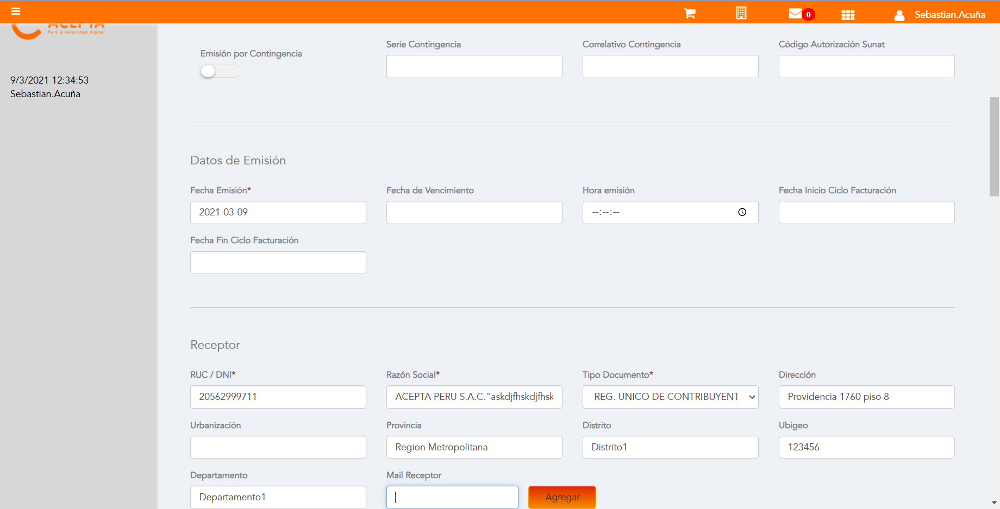 0
Sebastian.Acuña
ACEPTA
Perú a velocidad digital
9/3/2021 12:34:53
Sebastian.Acuña
Emisión por Contingencia
Serie Contingencia
Correlativo Contingencia
Código Autorización Sunat
Datos de Emisión
Fecha Emisión*
Fecha de Vencimiento
Hora emisión
Fecha Inicio Ciclo Facturación
2021-03-09
--:--:--
Fecha Fin Ciclo Facturación
Receptor
RUC / DNI*
Razón Social*
Tipo Documento*
Dirección
20562999711
ACEPTA PERU S.A.C."askdjfhskdjfhsk
REG. UNICO DE CONTRIBUYENT
Providencia 1760 piso 8
Urbanización
Provincia
Distrito
Ubigeo
Region Metropolitana
Distrito1
123456
Departamento
Mail Receptor
Departamento1
Agregar